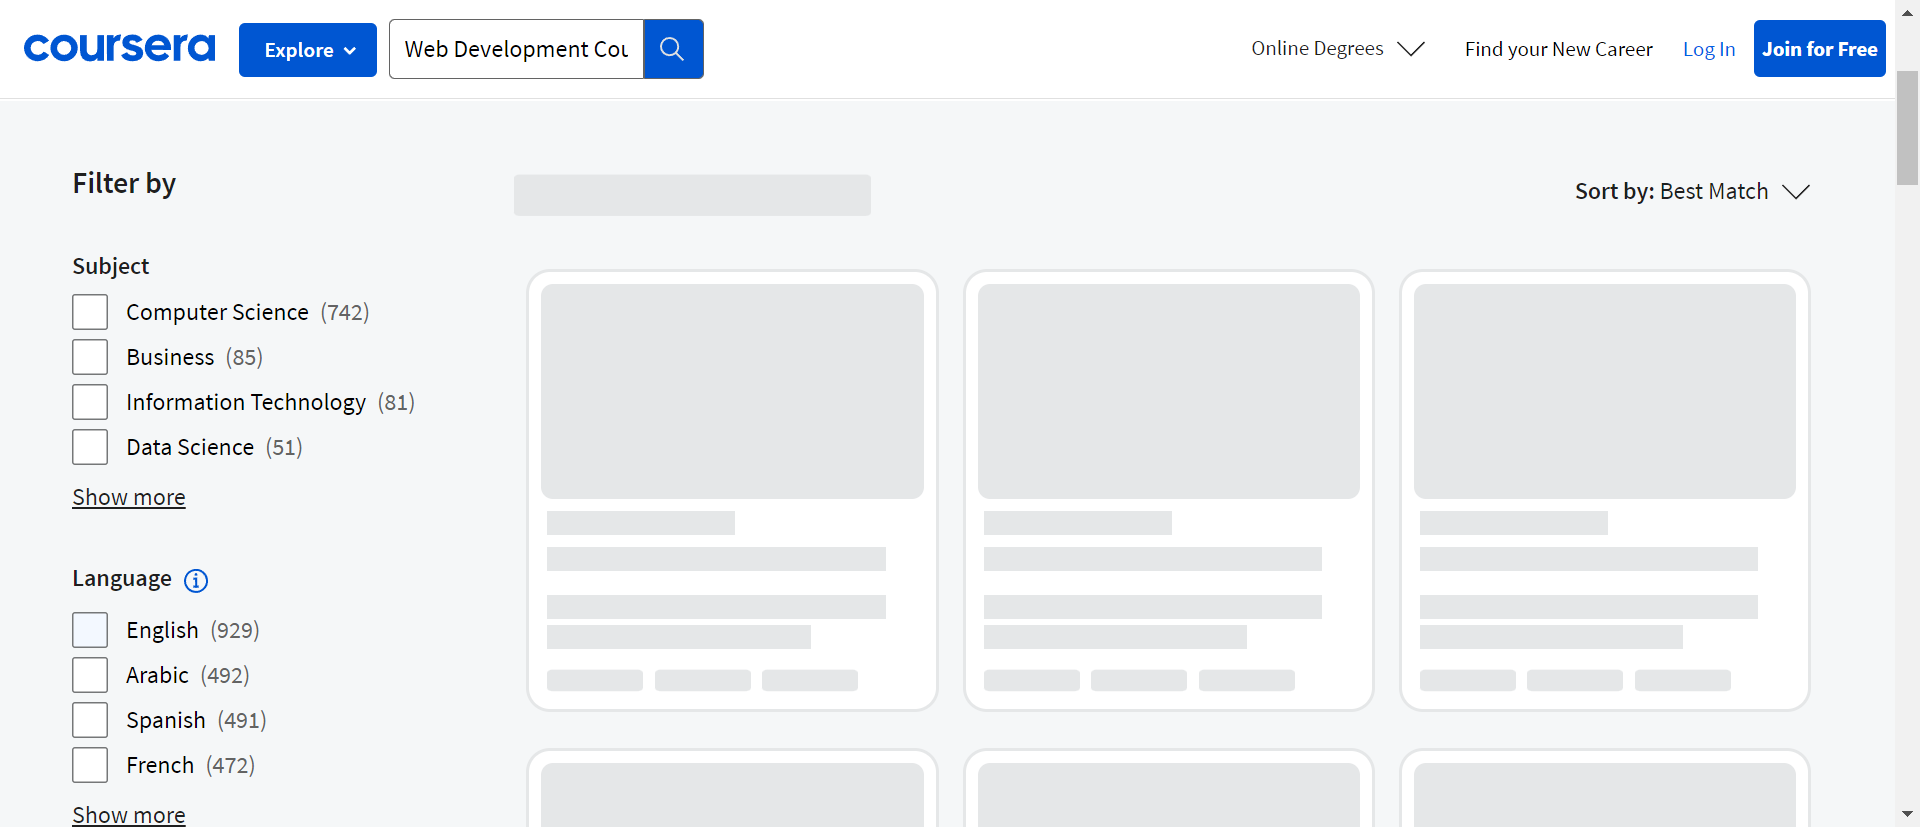 coursera
Explore
Web Development Cou
Online Degrees
Find your New Career
Log In
Join for Free
Filter by
Sort by: Best Match
Subject
Computer Science (742)
Business (85)
Information Technology (81)
Data Science (51)
Show more
Language
English (929)
Arabic (492)
Spanish (491)
French (472)
Show more